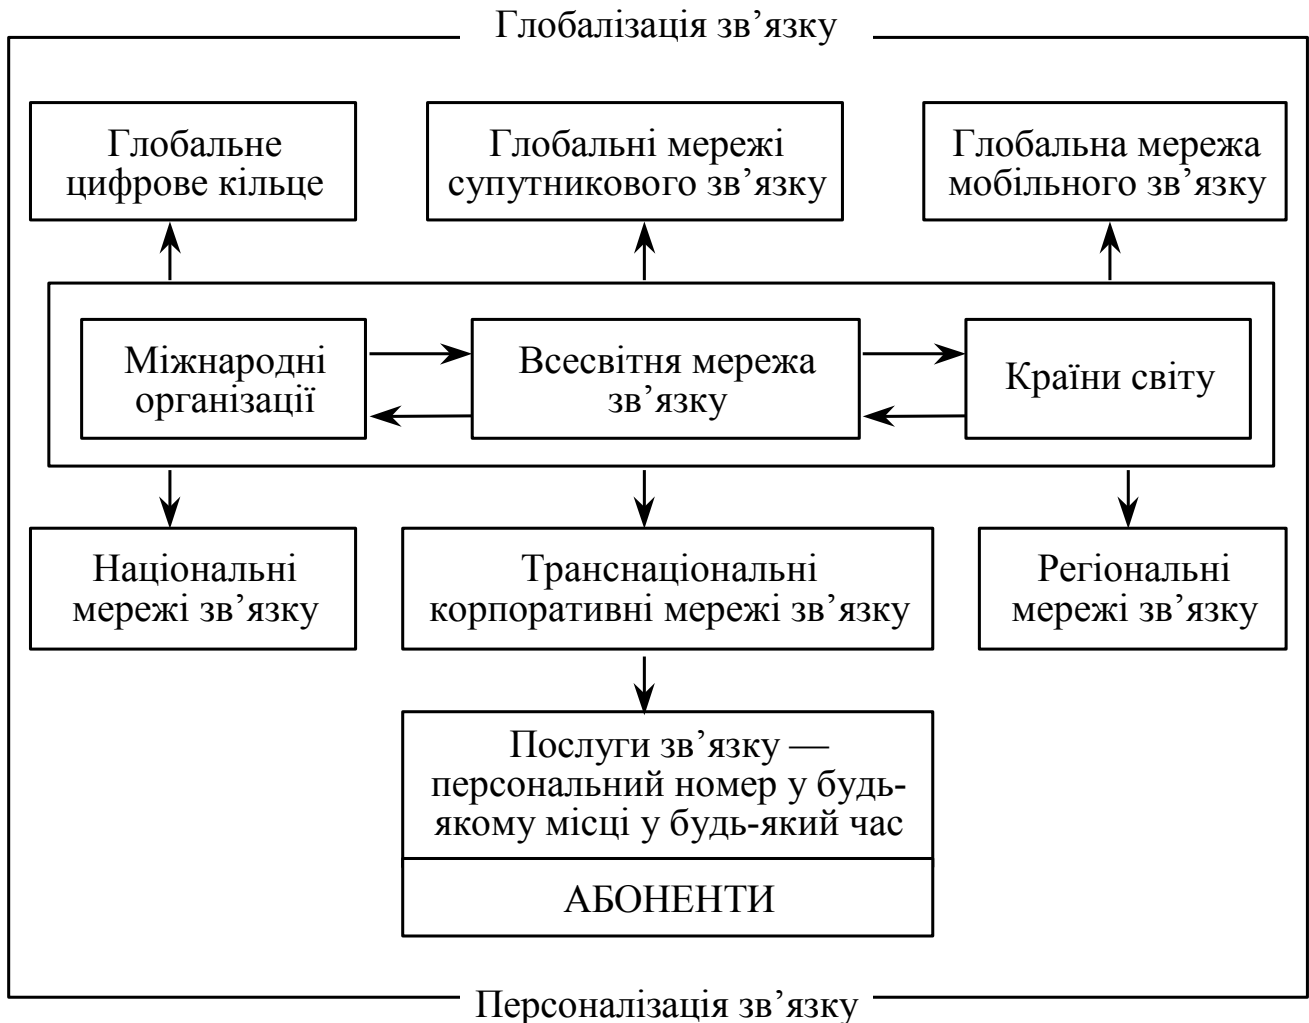 Глобалізація зв’язку
Глобальне
цифрове кільце
Глобальні мережі
супутникового зв’язку
Глобальна мережа
мобільного зв’язку
Міжнародні
організації
Всесвітня мережа
зв’язку
Країни світу
Національні
мережі зв’язку
Транснаціональні
корпоративні мережі зв’язку
Регіональні
мережі зв’язку
Послуги зв’язку —
персональний номер у будь-
якому місці у будь-який час
АБОНЕНТИ
Персоналізація зв’язку